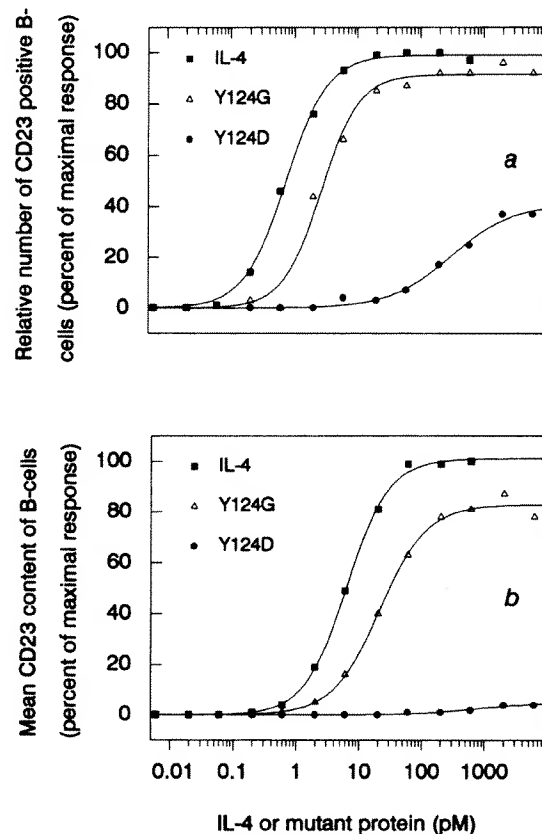 Relative number of CD23 positive B-
cells (percent of maximal response)
100
80
60
40
20
0
IL-4
Y124G
Y124D
a
Mean CD23 content of B-cells
(percent of maximal response)
100
80
60
40
20
0
IL-4
Y124G
Y124D
b
0.01 0.1 1 10 100 1000
IL-4 or mutant protein (pM)